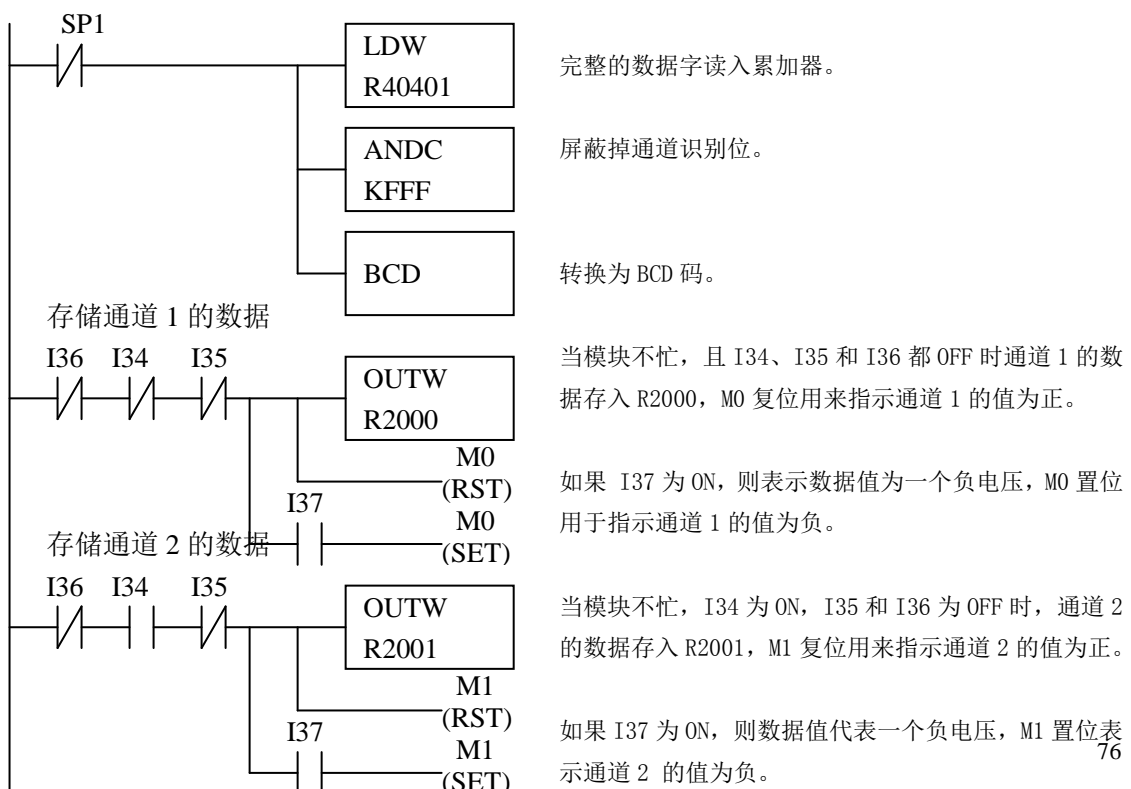 SP1
LDW
R40401
完整的数据字读入累加器。
ANDC
KFFF
屏蔽掉通道识别位。
BCD
转换为 BCD 码。
存储通道 1 的数据
I36 I34 I35
OUTW
R2000
当模块不忙，且 I34、I35 和 I36 都 OFF 时通道 1 的数
据存入 R2000，M0 复位用来指示通道 1 的值为正。
M0
(RST)
I37
M0
(SET)
如果 I37 为 ON，则表示数据值为一个负电压，M0 置位
用于指示通道 1 的值为负。
存储通道 2 的数据
I36 I34 I35
OUTW
R2001
当模块不忙，I34 为 ON，I35 和 I36 为 OFF 时，通道 2
的数据存入 R2001，M1 复位用来指示通道 2 的值为正。
M1
(RST)
I37
M1
(SET)
如果 I37 为 ON，则数据值代表一个负电压，M1 置位表
示通道 2 的值为负。
76